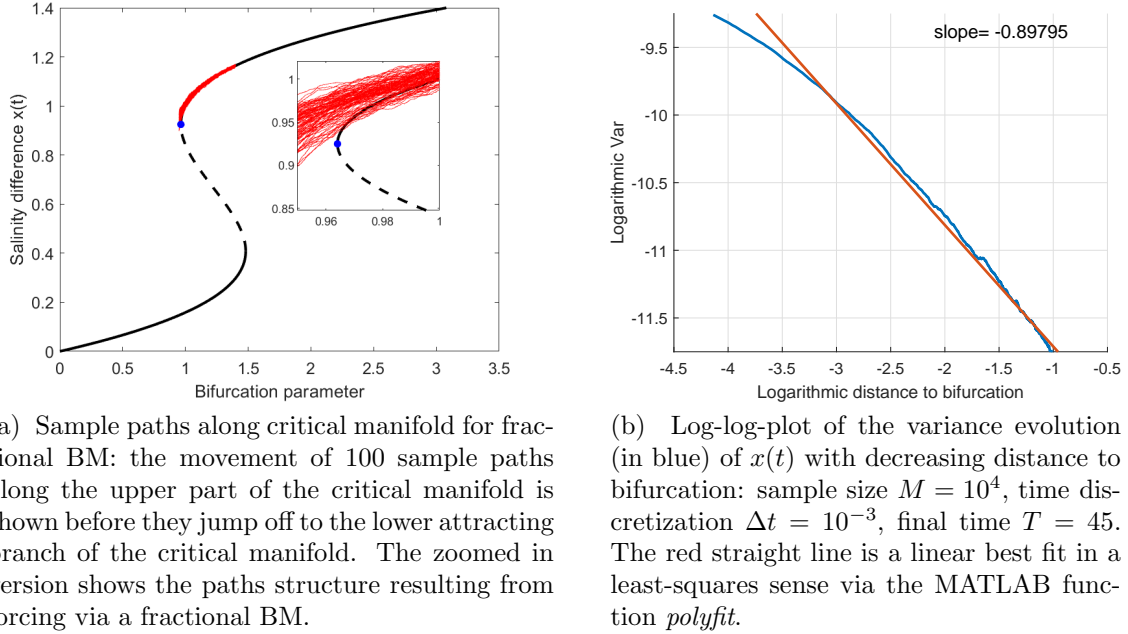 1.4
1.2
1
0.8
0.6
0.4
0.2
0
Salinity difference x(t)
0 0.5 1 1.5 2 2.5 3 3.5
Bifurcation parameter
1
0.95
0.9
0.85
0.96 0.98 1
slope= -0.89795
-9.5
-10
-10.5
-11
-11.5
Logarithmic Var
-4.5 -4 -3.5 -3 -2.5 -2 -1.5 -1 -0.5
Logarithmic distance to bifurcation
a) Sample paths along critical manifold for frac-
ional BM: the movement of 100 sample paths
long the upper part of the critical manifold is
hown before they jump off to the lower attracting
ranch of the critical manifold. The zoomed in
ersion shows the paths structure resulting from
orcing via a fractional BM.
(b) Log-log-plot of the variance evolution
(in blue) of x(t) with decreasing distance to
bifurcation: sample size M = 10⁴, time dis-
cretization Δt = 10⁻³, final time T = 45.
The red straight line is a linear best fit in a
least-squares sense via the MATLAB func-
tion polyfit.